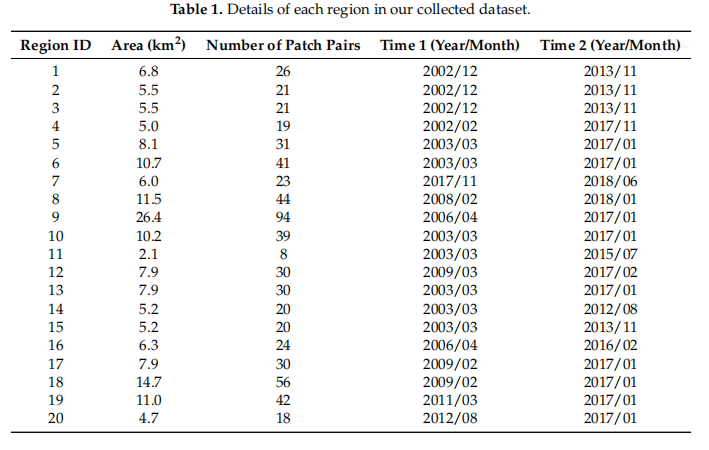 Table 1. Details of each region in our collected dataset.
Region ID Area (km²) Number of Patch Pairs Time 1 (Year/Month) Time 2 (Year/Month)
1 6.8 26 2002/12 2013/11
2 5.5 21 2002/12 2013/11
3 5.5 21 2002/12 2013/11
4 5.0 19 2002/02 2017/11
5 8.1 31 2003/03 2017/01
6 10.7 41 2003/03 2017/01
7 6.0 23 2017/11 2018/06
8 11.5 44 2008/02 2018/01
9 26.4 94 2006/04 2017/01
10 10.2 39 2003/03 2017/01
11 2.1 8 2003/03 2015/07
12 7.9 30 2009/03 2017/02
13 7.9 30 2003/03 2017/01
14 5.2 20 2003/03 2012/08
15 5.2 20 2003/03 2013/11
16 6.3 24 2006/04 2016/02
17 7.9 30 2009/02 2017/01
18 14.7 56 2009/02 2017/01
19 11.0 42 2011/03 2017/01
20 4.7 18 2012/08 2017/01